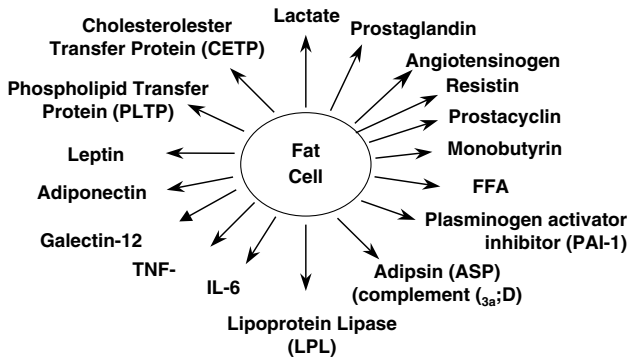 Lactate
Prostaglandin
Angiotensinogen
Resistin
Prostacyclin
Monobutyrin
FFA
Plasminogen activator
inhibitor (PAI-1)
Adipsin (ASP)
(complement (3a;D)
Lipoprotein Lipase
(LPL)
IL-6
TNF-
Galectin-12
Adiponectin
Leptin
Phospholipid Transfer
Protein (PLTP)
Cholesterolester
Transfer Protein (CETP)
Fat
Cell